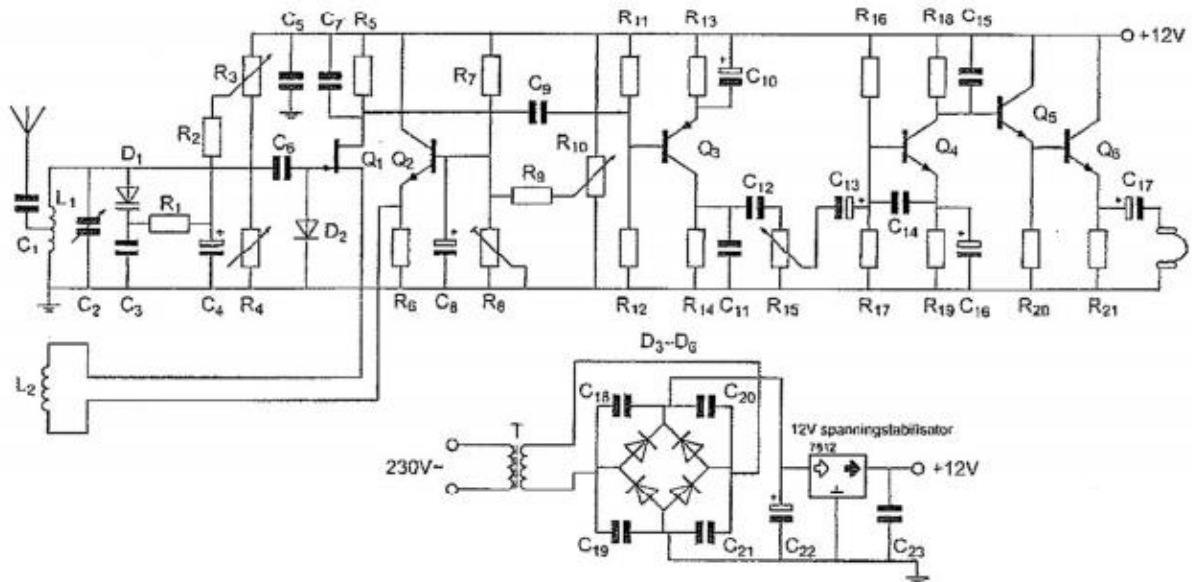 C5 C7 R5 R11 R13 R16 R18 C15
+12V
R3 R7 C9 C10
R2 R10 Q5
D1 C6 Q1 Q2 Q3 Q4 Q6
L1 R1 R9 C12 C13 C17
C1 D2 C14
C2 C3 C4 R4 R6 C8 R8 R12 R14 C11 R15 R17 R19 C16 R20 R21
D3~D6
L2
C18 C20
12V spanningstabilisator
T 7812
230V~ +12V
C19 C21 C22 C23